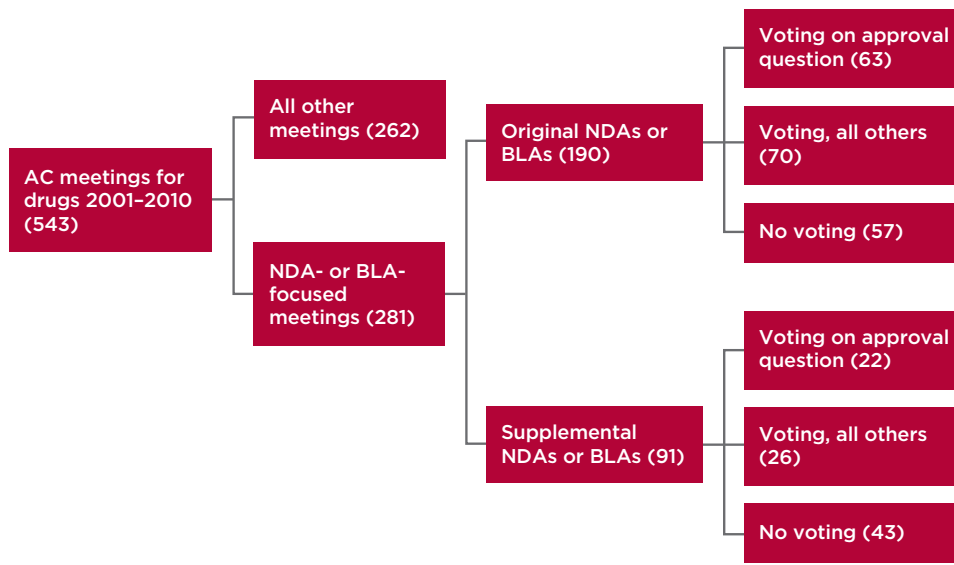 AC meetings for
drugs 2001–2010
(543)
All other
meetings (262)
NDA- or BLA-
focused
meetings (281)
Original NDAs or
BLAs (190)
Voting on approval
question (63)
Voting, all others
(70)
No voting (57)
Supplemental
NDAs or BLAs (91)
Voting on approval
question (22)
Voting, all others
(26)
No voting (43)